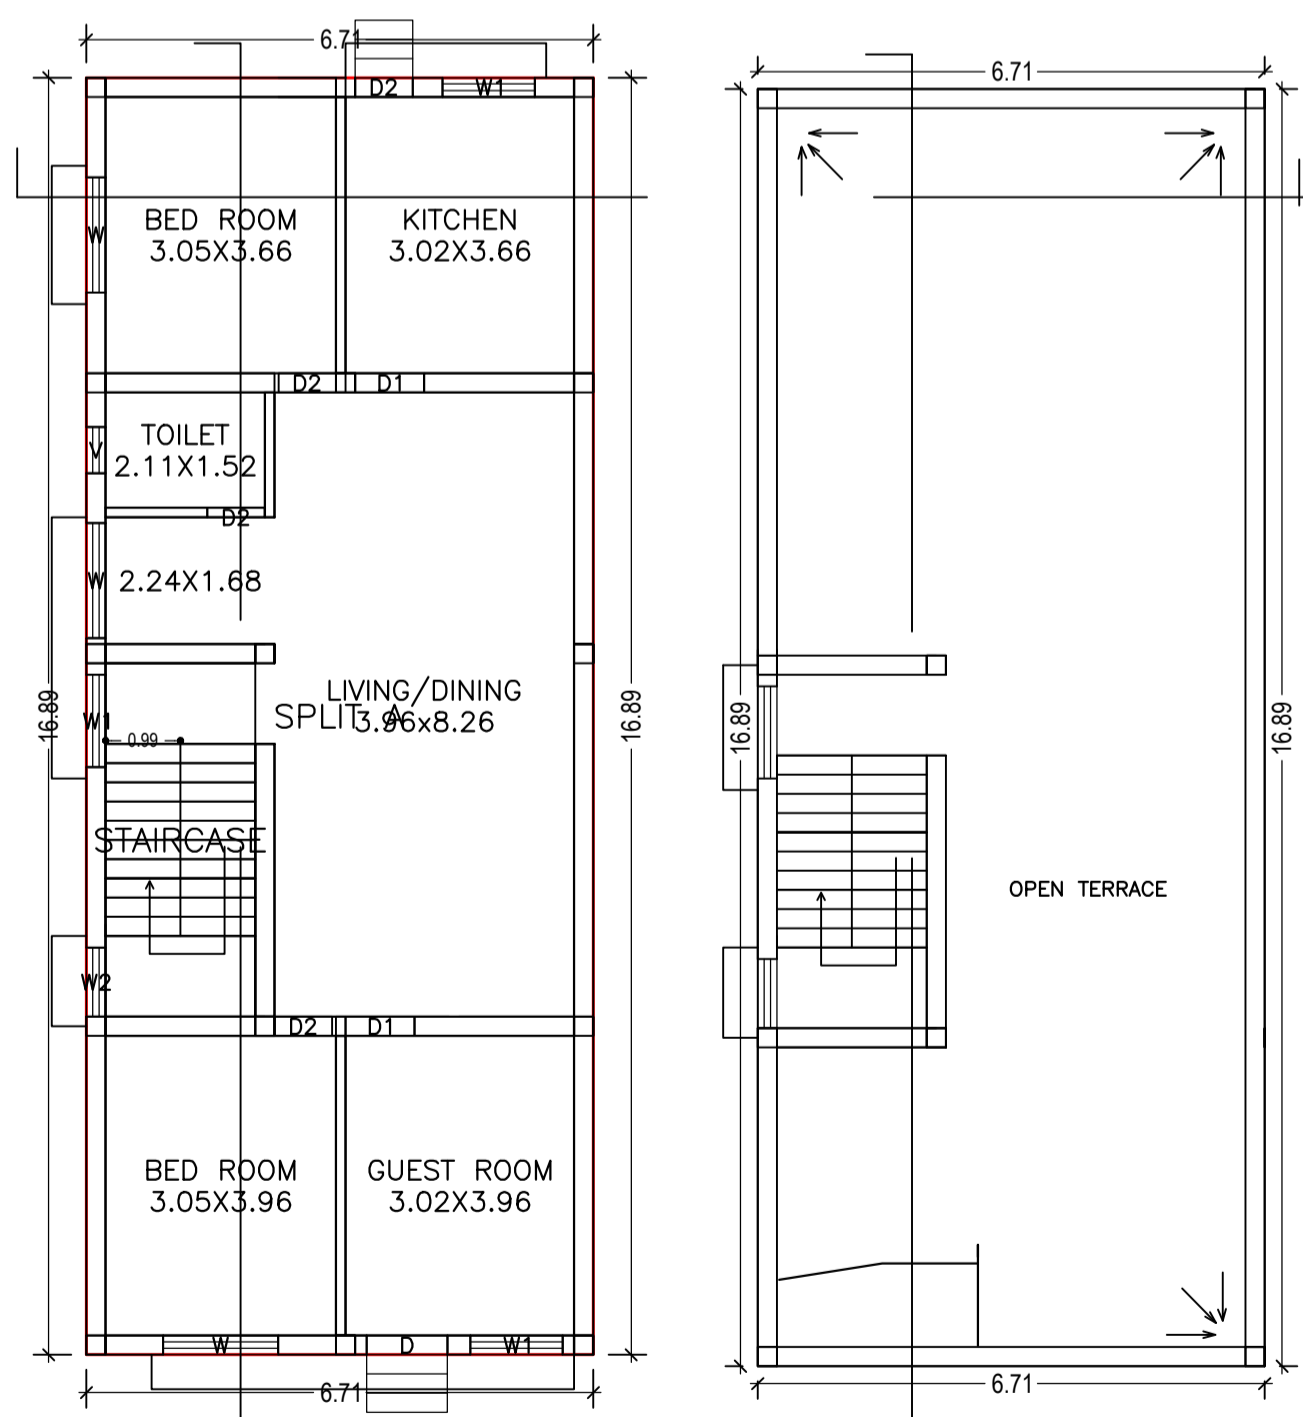 6.71
D2
W1
W
BED ROOM
3.05X3.66
KITCHEN
3.02X3.66
D2
D1
TOILET
2.11X1.52
V
D2
W
2.24X1.68
16.89
LIVING/DINING
3.96x8.26
SPLIT A
W1
0.99
16.89
STAIRCASE
W2
D2
D1
BED ROOM
3.05X3.96
GUEST ROOM
3.02X3.96
W
D
W1
6.71
6.71
16.89
16.89
OPEN TERRACE
6.71